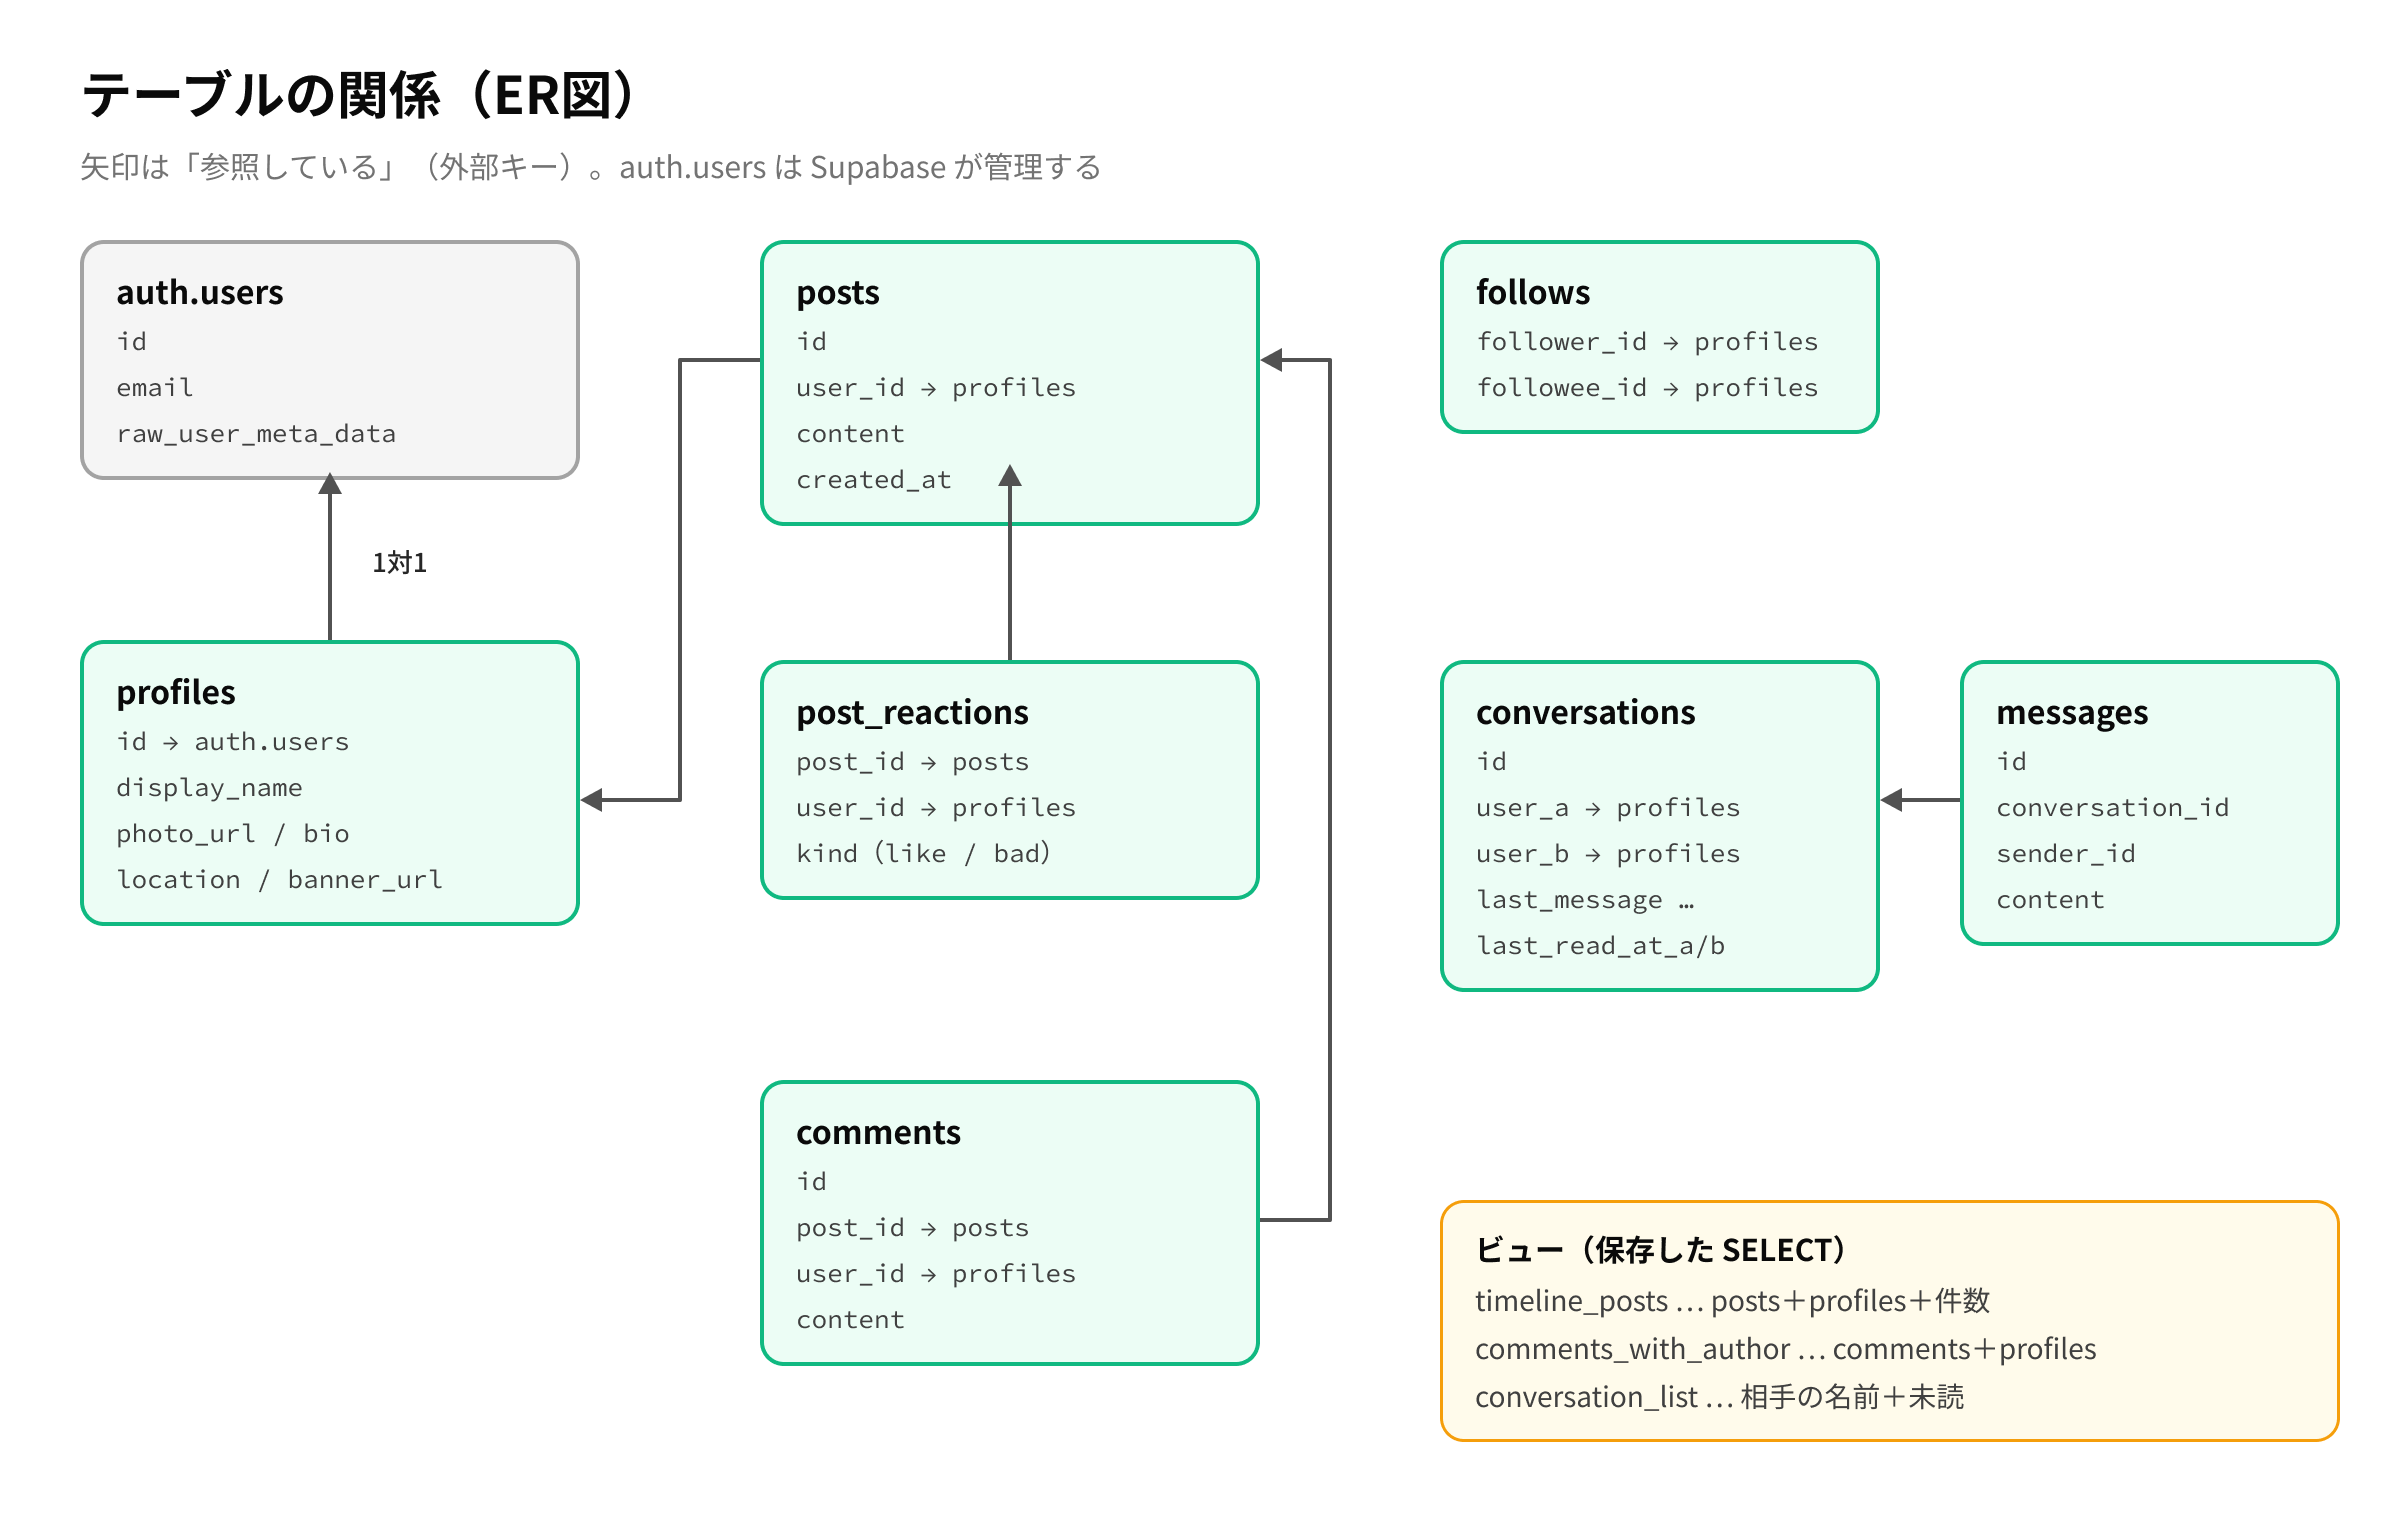 テーブルの関係（ER図）
矢印は「参照している」（外部キー）。auth.users は Supabase が管理する
auth.users
id
email
raw_user_meta_data
1対1
profiles
id → auth.users
display_name
photo_url / bio
location / banner_url
posts
id
user_id → profiles
content
created_at
post_reactions
post_id → posts
user_id → profiles
kind（like / bad）
comments
id
post_id → posts
user_id → profiles
content
follows
follower_id → profiles
followee_id → profiles
conversations
id
user_a → profiles
user_b → profiles
last_message …
last_read_at_a/b
messages
id
conversation_id
sender_id
content
ビュー（保存した SELECT）
timeline_posts … posts＋profiles＋件数
comments_with_author … comments＋profiles
conversation_list … 相手の名前＋未読